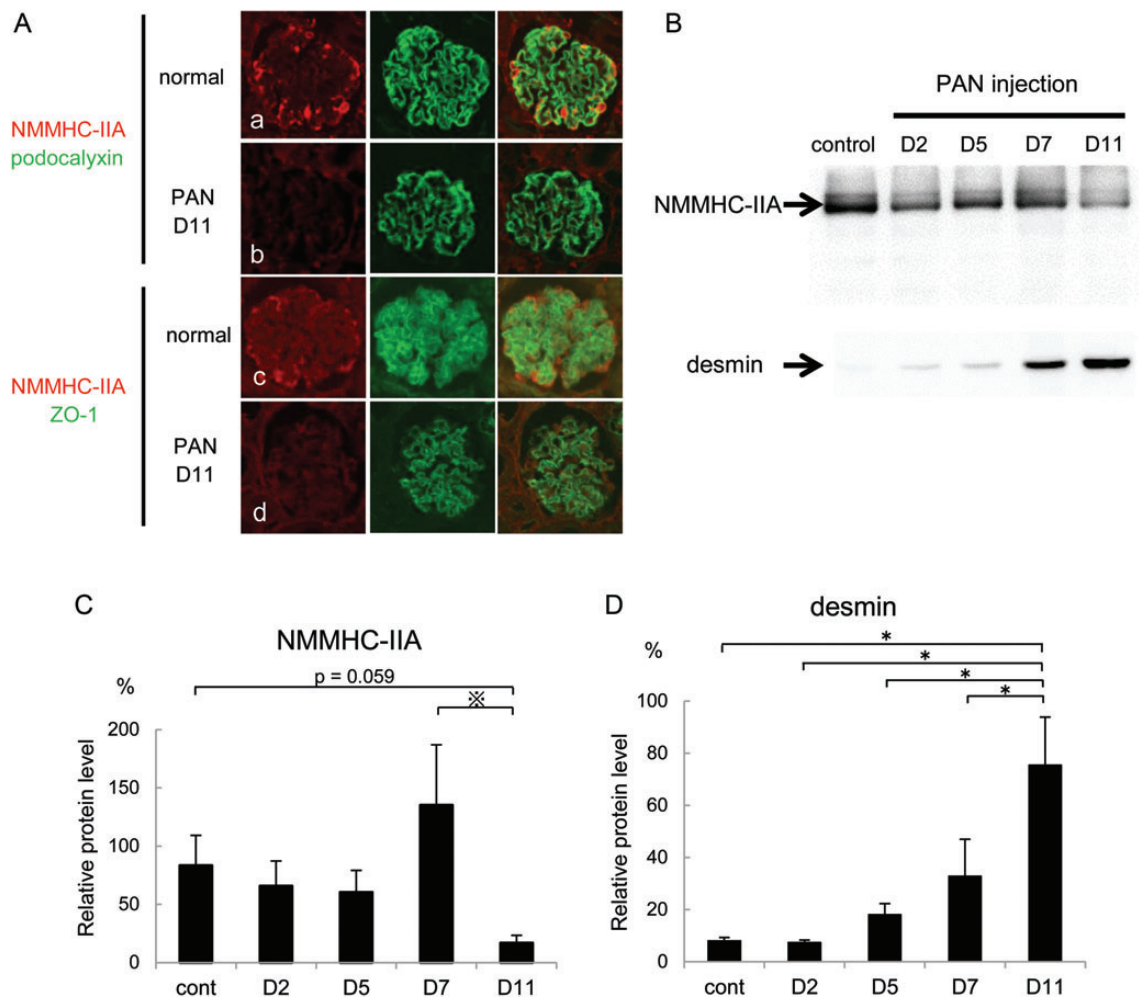 A
NMMHC-IIA
podocalyxin
normal
a
PAN
D11
b
NMMHC-IIA
ZO-1
normal
c
PAN
D11
d
B
PAN injection
control D2 D5 D7 D11
NMMHC-IIA
desmin
C
NMMHC-IIA
%
p = 0.059
※
Relative protein level
200
150
100
50
0
cont D2 D5 D7 D11
D
desmin
%
*
*
*
*
Relative protein level
100
80
60
40
20
0
cont D2 D5 D7 D11